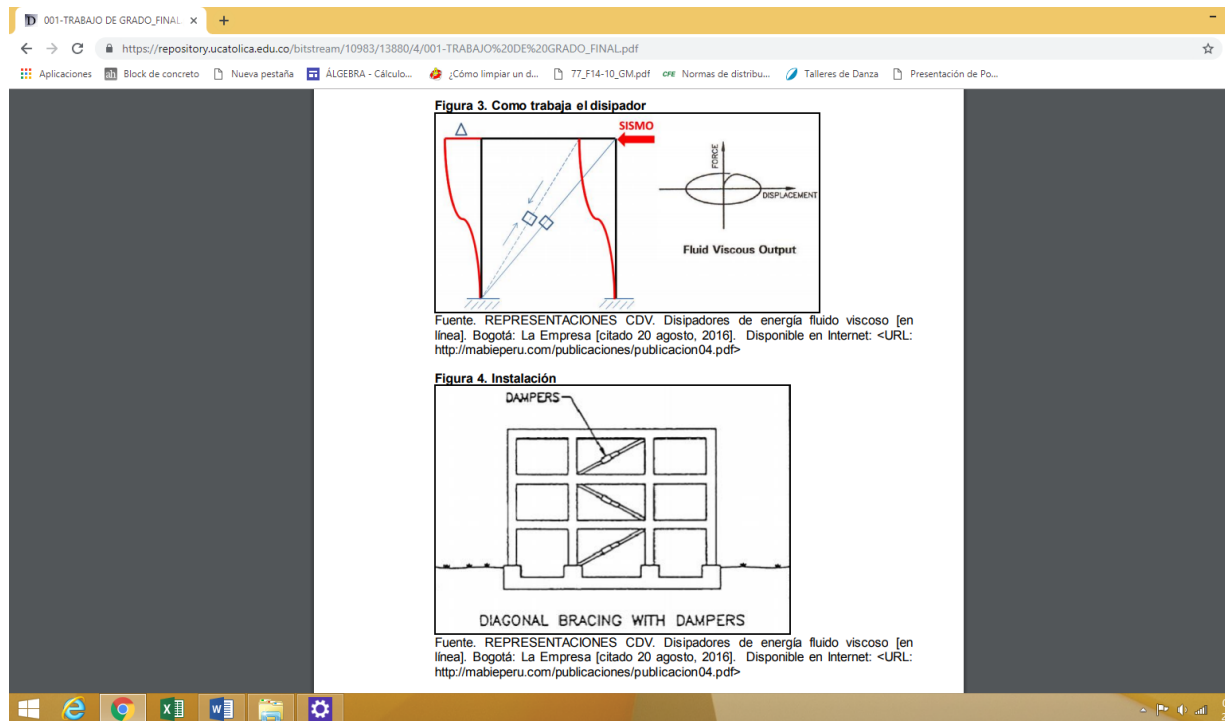 001-TRABAJO DE GRADO_FINAL
https://repository.ucatolica.edu.co/bitstream/10983/13880/4/001-TRABAJO%20DE%20GRADO_FINAL.pdf
Aplicaciones ah Block de concreto Nueva pestaña ÁLGEBRA - Cálculo... ¿Cómo limpiar un d... 77_F14-10_GM.pdf CFE Normas de distribu... Talleres de Danza Presentación de Po...
Figura 3. Como trabaja el disipador
Δ
SISMO
FORCE
DISPLACEMENT
Fluid Viscous Output
Fuente. REPRESENTACIONES CDV. Disipadores de energía fluido viscoso [en
línea]. Bogotá: La Empresa [citado 20 agosto, 2016]. Disponible en Internet: <URL:
http://mabieperu.com/publicaciones/publicacion04.pdf>
Figura 4. Instalación
DAMPERS
DIAGONAL BRACING WITH DAMPERS
Fuente. REPRESENTACIONES CDV. Disipadores de energía fluido viscoso [en
línea]. Bogotá: La Empresa [citado 20 agosto, 2016]. Disponible en Internet: <URL:
http://mabieperu.com/publicaciones/publicacion04.pdf>